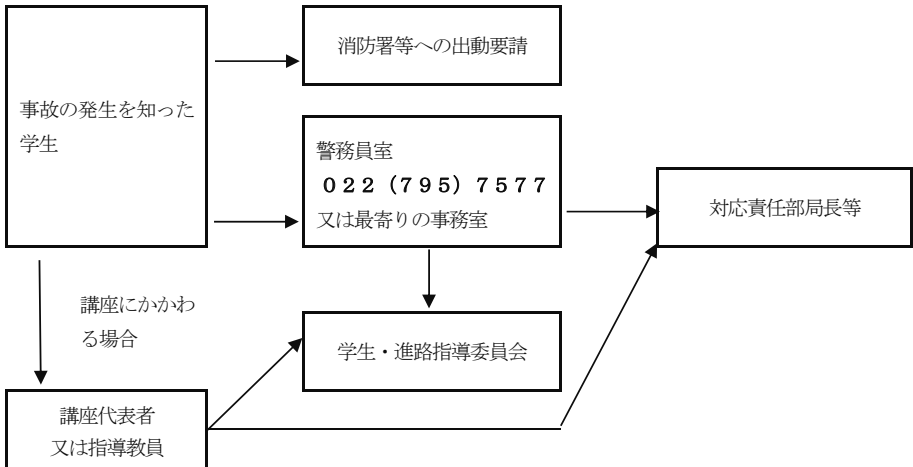 消防署等への出動要請
事故の発生を知った
学生
警務員室
０２２（７９５）７５７７
又は最寄りの事務室
対応責任部局長等
講座にかかわ
る場合
学生・進路指導委員会
講座代表者
又は指導教員